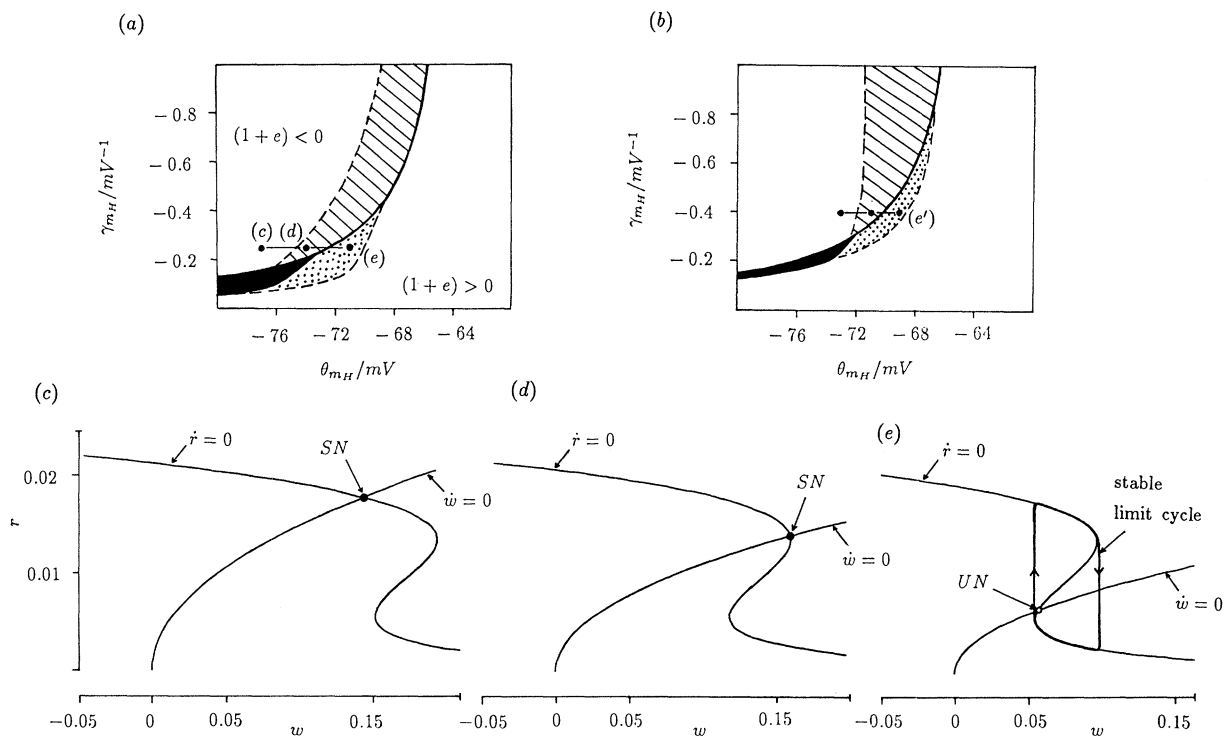 (a)
γ_{m_H}/mV^{-1}
− 0.8
− 0.6
− 0.4
− 0.2
(1 + e) < 0
(c) (d)
(e)
(1 + e) > 0
− 76 − 72 − 68 − 64
θ_{m_H}/mV
(b)
γ_{m_H}/mV^{-1}
− 0.8
− 0.6
− 0.4
− 0.2
(e′)
− 76 − 72 − 68 − 64
θ_{m_H}/mV
(c)
ṙ = 0
SN
ẇ = 0
0.02
r
0.01
−0.05 0 0.05 w 0.15
(d)
ṙ = 0
SN
ẇ = 0
−0.05 0 0.05 w 0.15
(e)
ṙ = 0
stable
limit cycle
UN
ẇ = 0
−0.05 0 0.05 w 0.15